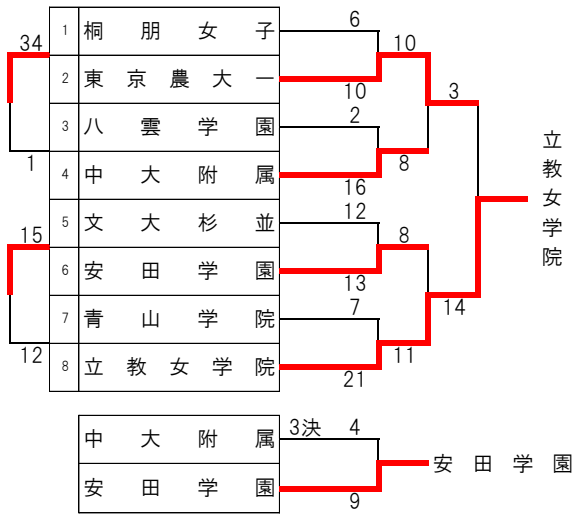 34
1 桐朋女子 6
10
2 東京農大一 10
3
3 八雲学園 2
1
8
4 中大附属 16
立教女学院
5 文大杉並 12
15
8
6 安田学園 13
14
7 青山学院 7
12
11
8 立教女学院 21
中大附属 3決 4
安田学園 9
安田学園